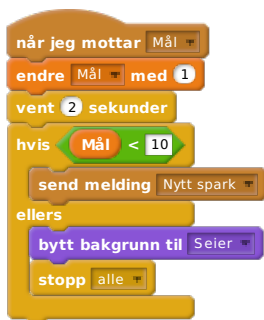 når jeg mottar Mål
endre Mål med 1
vent 2 sekunder
hvis Mål < 10
send melding Nytt spark
ellers
bytt bakgrunn til Seier
stopp alle